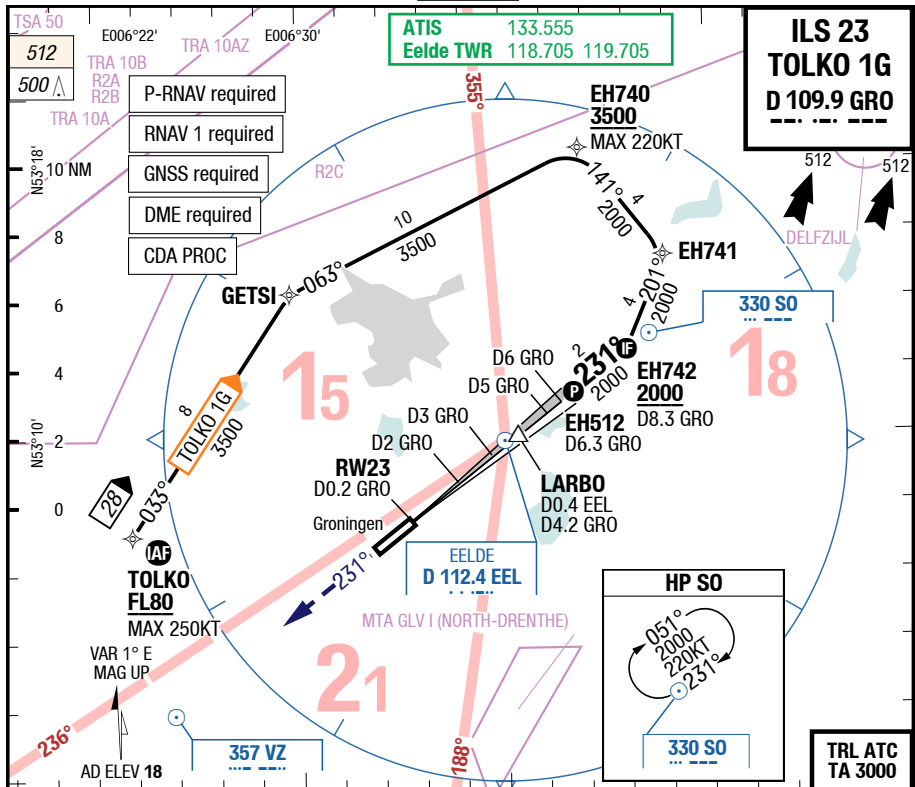 TSA 50
E006°22'
E006°30'
512
500
TRA 10AZ
TRA 10B
R2A
R2B
TRA 10A
ATIS 133.555
Eelde TWR 118.705 119.705
ILS 23
TOLKO 1G
D 109.9 GRO
P-RNAV required
RNAV 1 required
GNSS required
DME required
CDA PROC
N53°18'
10 NM
8
6
4
2
0
N53°10'
R2C
355°
EH740
3500
MAX 220KT
141°
4
2000
512
512
DELFZIJL
EH741
201°
4
2000
10
3500
063°
GETSI
330 SO
18
15
8
TOLKO 1G
3500
D6 GRO
D5 GRO
D3 GRO
D2 GRO
2
231°
2000
IF
P
EH742
2000
D8.3 GRO
EH512
D6.3 GRO
RW23
D0.2 GRO
LARBO
D0.4 EEL
D4.2 GRO
Groningen
28
033°
IAF
TOLKO
FL80
MAX 250KT
231°
EELDE
D 112.4 EEL
MTA GLV I (NORTH-DRENTHE)
VAR 1° E
MAG UP
21
236°
188°
357 VZ
AD ELEV 18
HP SO
051°
2000
220KT
231°
330 SO
TRL ATC
TA 3000